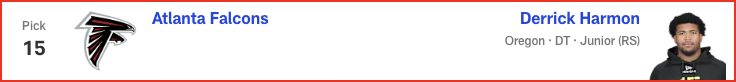 Pick
15
Atlanta Falcons
Derrick Harmon
Oregon · DT · Junior (RS)